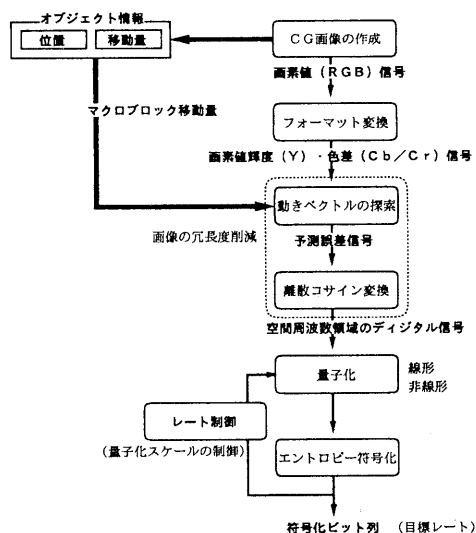 オブジェクト情報
位置 移動量
CG画像の作成
画素値(RGB)信号
マクロブロック移動量
フォーマット変換
画素値輝度(Y)・色差(Cb/Cr)信号
動きベクトルの探索
画像の冗長度削減
予測誤差信号
離散コサイン変換
空間周波数領域のディジタル信号
量子化
線形
非線形
レート制御
(量子化スケールの制御)
エントロピー符号化
符号化ビット列 (目標レート)